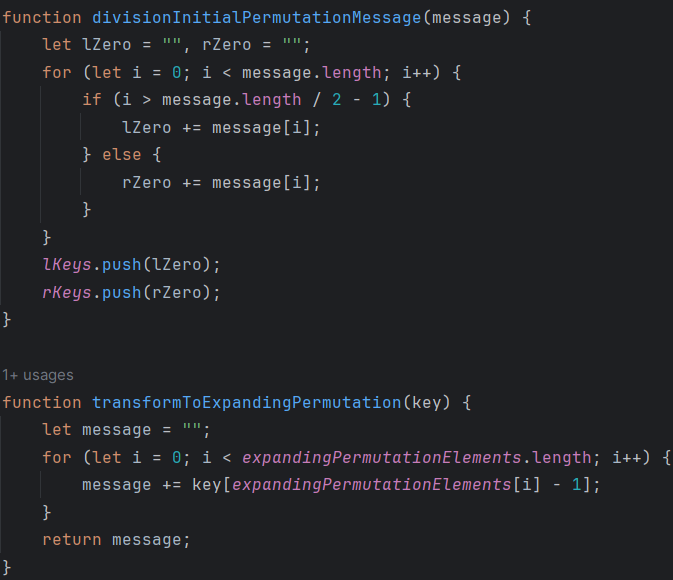 function divisionInitialPermutationMessage(message) {
    let lZero = "", rZero = "";
    for (let i = 0; i < message.length; i++) {
        if (i > message.length / 2 - 1) {
            lZero += message[i];
        } else {
            rZero += message[i];
        }
    }
    lKeys.push(lZero);
    rKeys.push(rZero);
}
1+ usages
function transformToExpandingPermutation(key) {
    let message = "";
    for (let i = 0; i < expandingPermutationElements.length; i++) {
        message += key[expandingPermutationElements[i] - 1];
    }
    return message;
}